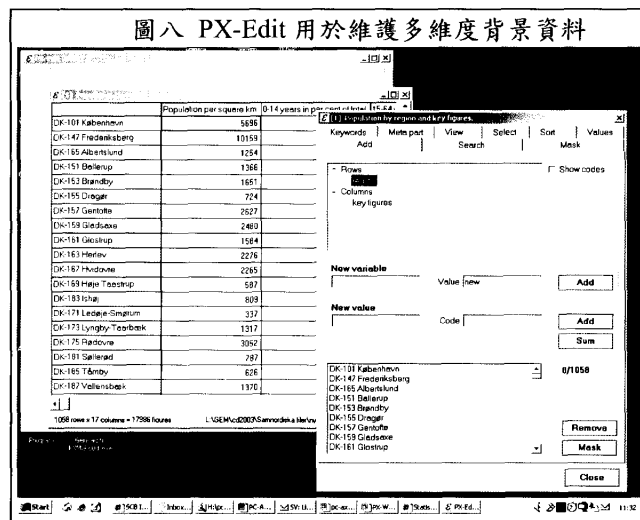 圖八 PX-Edit 用於維護多維度背景資料
Population per square km 0-14 years in per cent of total 15-64
DK-101 København 5696
DK-147 Frederiksberg 10159
DK-165 Albertslund 1254
DK-151 Ballerup 1366
DK-153 Brøndby 1651
DK-155 Dragør 724
DK-157 Gentofte 2627
DK-159 Gladsaxe 2480
DK-161 Glostrup 1584
DK-163 Herlev 2276
DK-167 Hvidovre 2265
DK-169 Høje Taastrup 587
DK-183 Ishøj 809
DK-171 Ledøje-Smørum 337
DK-173 Lyngby-Taarbæk 1317
DK-175 Rødovre 3052
DK-181 Søllerød 787
DK-185 Tårnby 626
DK-187 Vallensbæk 1370
1058 rows x 17 columns = 17986 figures
Population by region and key figures.
Keywords Meta part View Select Sort Values
Add Search Mask
- Rows
- Columns
key figures
Show codes
New variable
Value new Add
New value
Code Add
Sum
DK-101 København
DK-147 Frederiksberg
DK-165 Albertslund
DK-151 Ballerup
DK-153 Brøndby
DK-155 Dragør
DK-157 Gentofte
DK-159 Gladsaxe
DK-161 Glostrup
0/1058
Remove
Mask
Close
Start Inbox... PX-Ed... 11:32